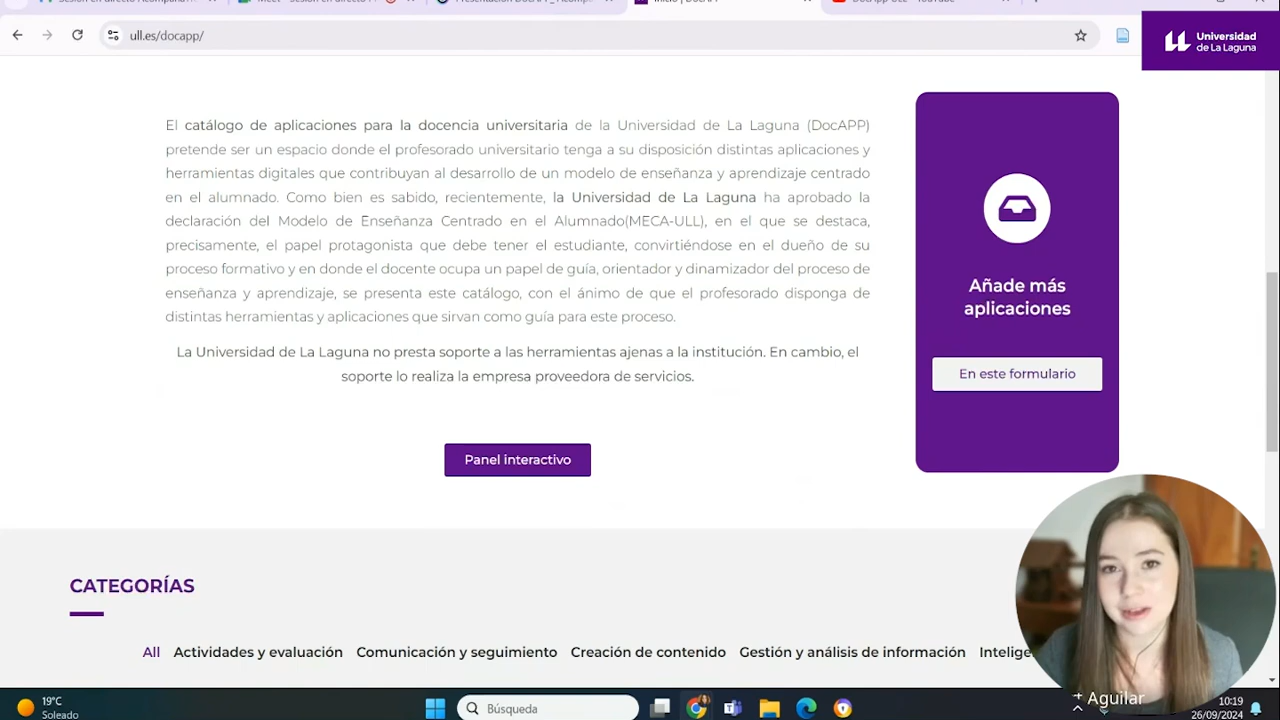 ull.es/docapp/
Universidad
de La Laguna
El catálogo de aplicaciones para la docencia universitaria de la Universidad de La Laguna (DocAPP)
pretende ser un espacio donde el profesorado universitario tenga a su disposición distintas aplicaciones y
herramientas digitales que contribuyan al desarrollo de un modelo de enseñanza y aprendizaje centrado
en el alumnado. Como bien es sabido, recientemente, la Universidad de La Laguna ha aprobado la
declaración del Modelo de Enseñanza Centrado en el Alumnado(MECA-ULL), en el que se destaca,
precisamente, el papel protagonista que debe tener el estudiante, convirtiéndose en el dueño de su
proceso formativo y en donde el docente ocupa un papel de guía, orientador y dinamizador del proceso de
enseñanza y aprendizaje, se presenta este catálogo, con el ánimo de que el profesorado disponga de
distintas herramientas y aplicaciones que sirvan como guía para este proceso.
La Universidad de La Laguna no presta soporte a las herramientas ajenas a la institución. En cambio, el
soporte lo realiza la empresa proveedora de servicios.
Panel interactivo
Añade más
aplicaciones
En este formulario
CATEGORÍAS
All Actividades y evaluación Comunicación y seguimiento Creación de contenido Gestión y análisis de información
19°C
Soleado
Búsqueda
Aguilar
10:19
26/09/2024